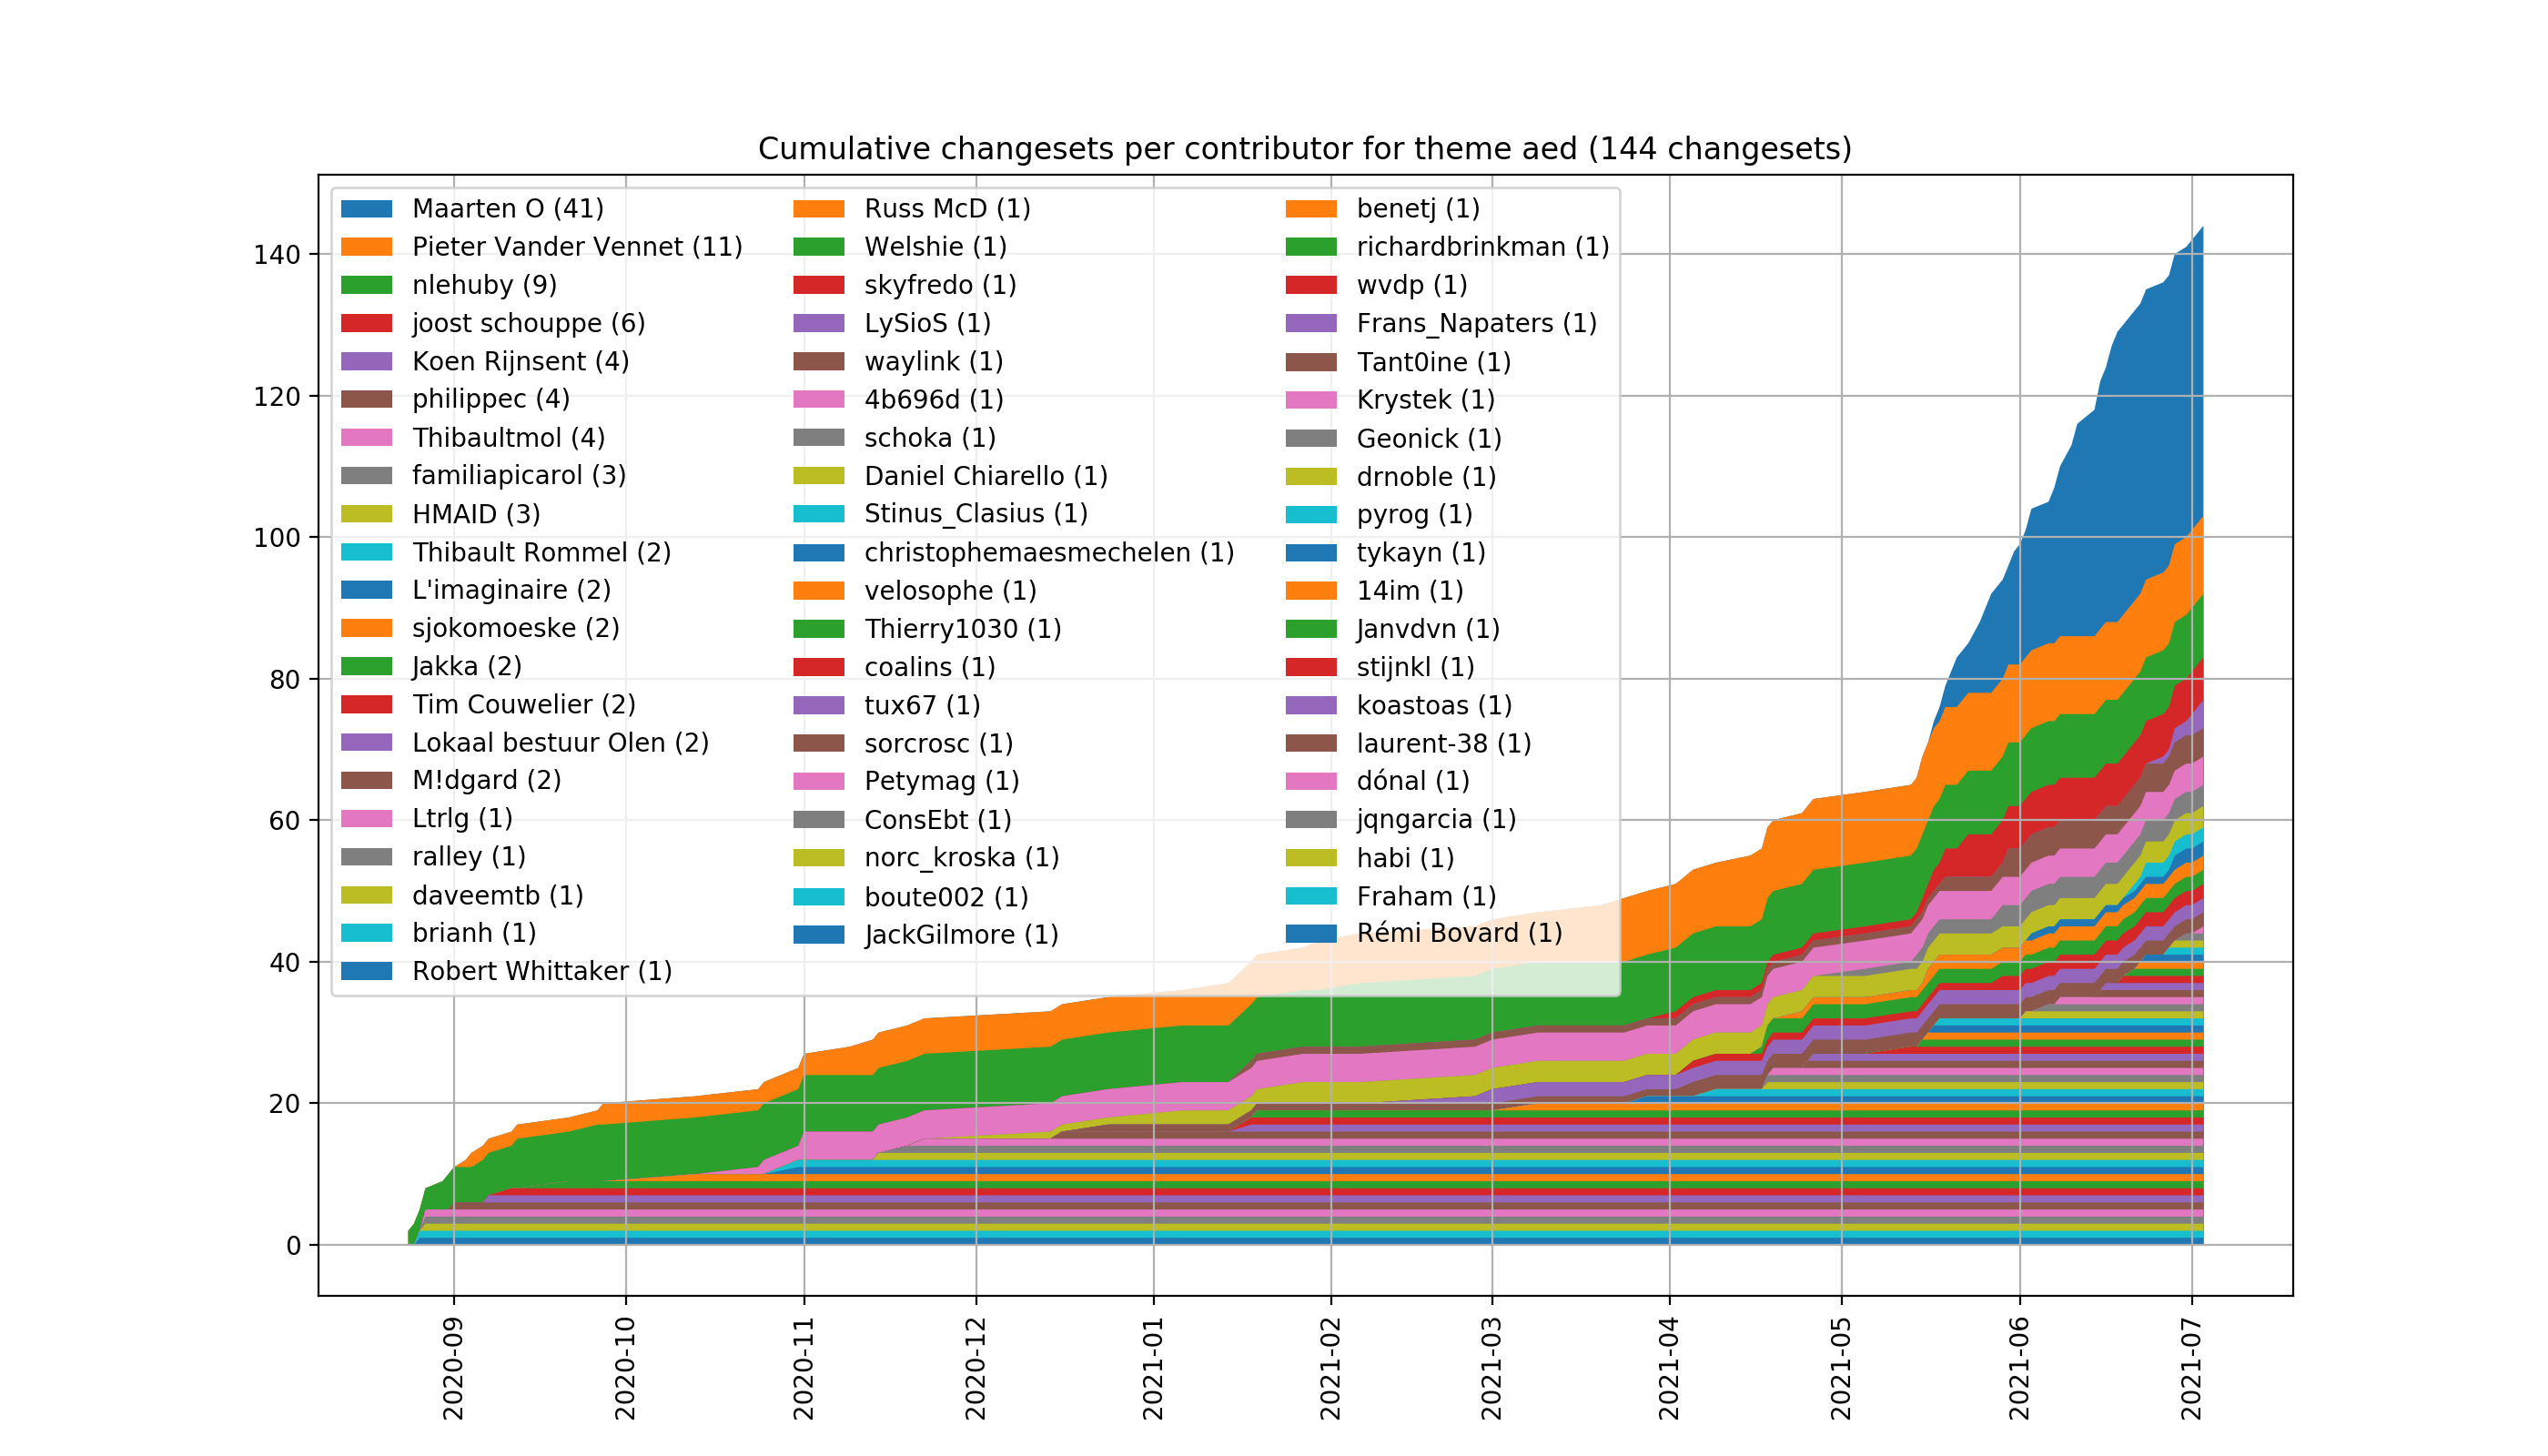 Cumulative changesets per contributor for theme aed (144 changesets)
Maarten O (41)
Pieter Vander Vennet (11)
nlehuby (9)
joost schouppe (6)
Koen Rijnsent (4)
philippec (4)
Thibaultmol (4)
familiapicarol (3)
HMAID (3)
Thibault Rommel (2)
L'imaginaire (2)
sjokomoeske (2)
Jakka (2)
Tim Couwelier (2)
Lokaal bestuur Olen (2)
M!dgard (2)
Ltrlg (1)
ralley (1)
daveemtb (1)
brianh (1)
Robert Whittaker (1)
Russ McD (1)
Welshie (1)
skyfredo (1)
LySioS (1)
waylink (1)
4b696d (1)
schoka (1)
Daniel Chiarello (1)
Stinus_Clasius (1)
christophemaesmechelen (1)
velosophe (1)
Thierry1030 (1)
coalins (1)
tux67 (1)
sorcrosc (1)
Petymag (1)
ConsEbt (1)
norc_kroska (1)
boute002 (1)
JackGilmore (1)
benetj (1)
richardbrinkman (1)
wvdp (1)
Frans_Napaters (1)
Tant0ine (1)
Krystek (1)
Geonick (1)
drnoble (1)
pyrog (1)
tykayn (1)
14im (1)
Janvdvn (1)
stijnkl (1)
koastoas (1)
laurent-38 (1)
dónal (1)
jqngarcia (1)
habi (1)
Fraham (1)
Rémi Bovard (1)
140
120
100
80
60
40
20
0
2020-09
2020-10
2020-11
2020-12
2021-01
2021-02
2021-03
2021-04
2021-05
2021-06
2021-07